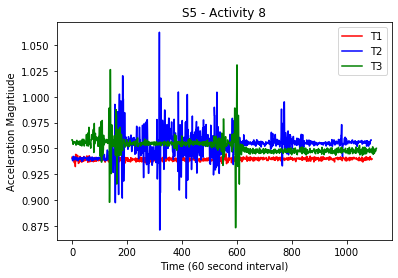 S5 - Activity 8
T1
T2
T3
1.050
1.025
1.000
0.975
0.950
0.925
0.900
0.875
Acceleration Magntiude
0
200
400
600
800
1000
Time (60 second interval)